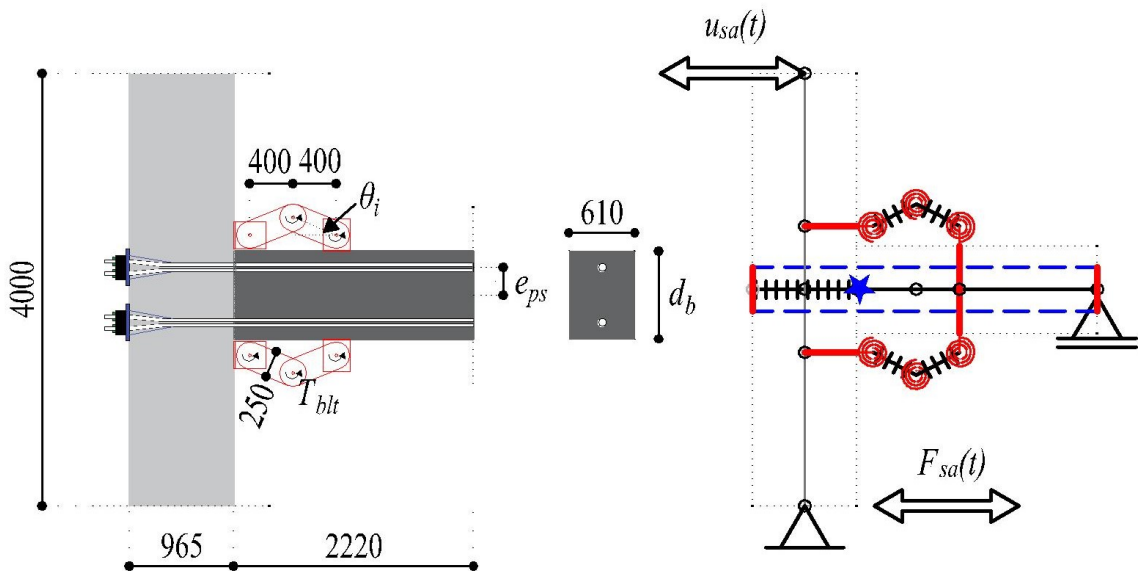 u_sa(t)
400 400
θ_i
610
4000
e_ps
d_b
250
T_blt
F_sa(t)
965
2220